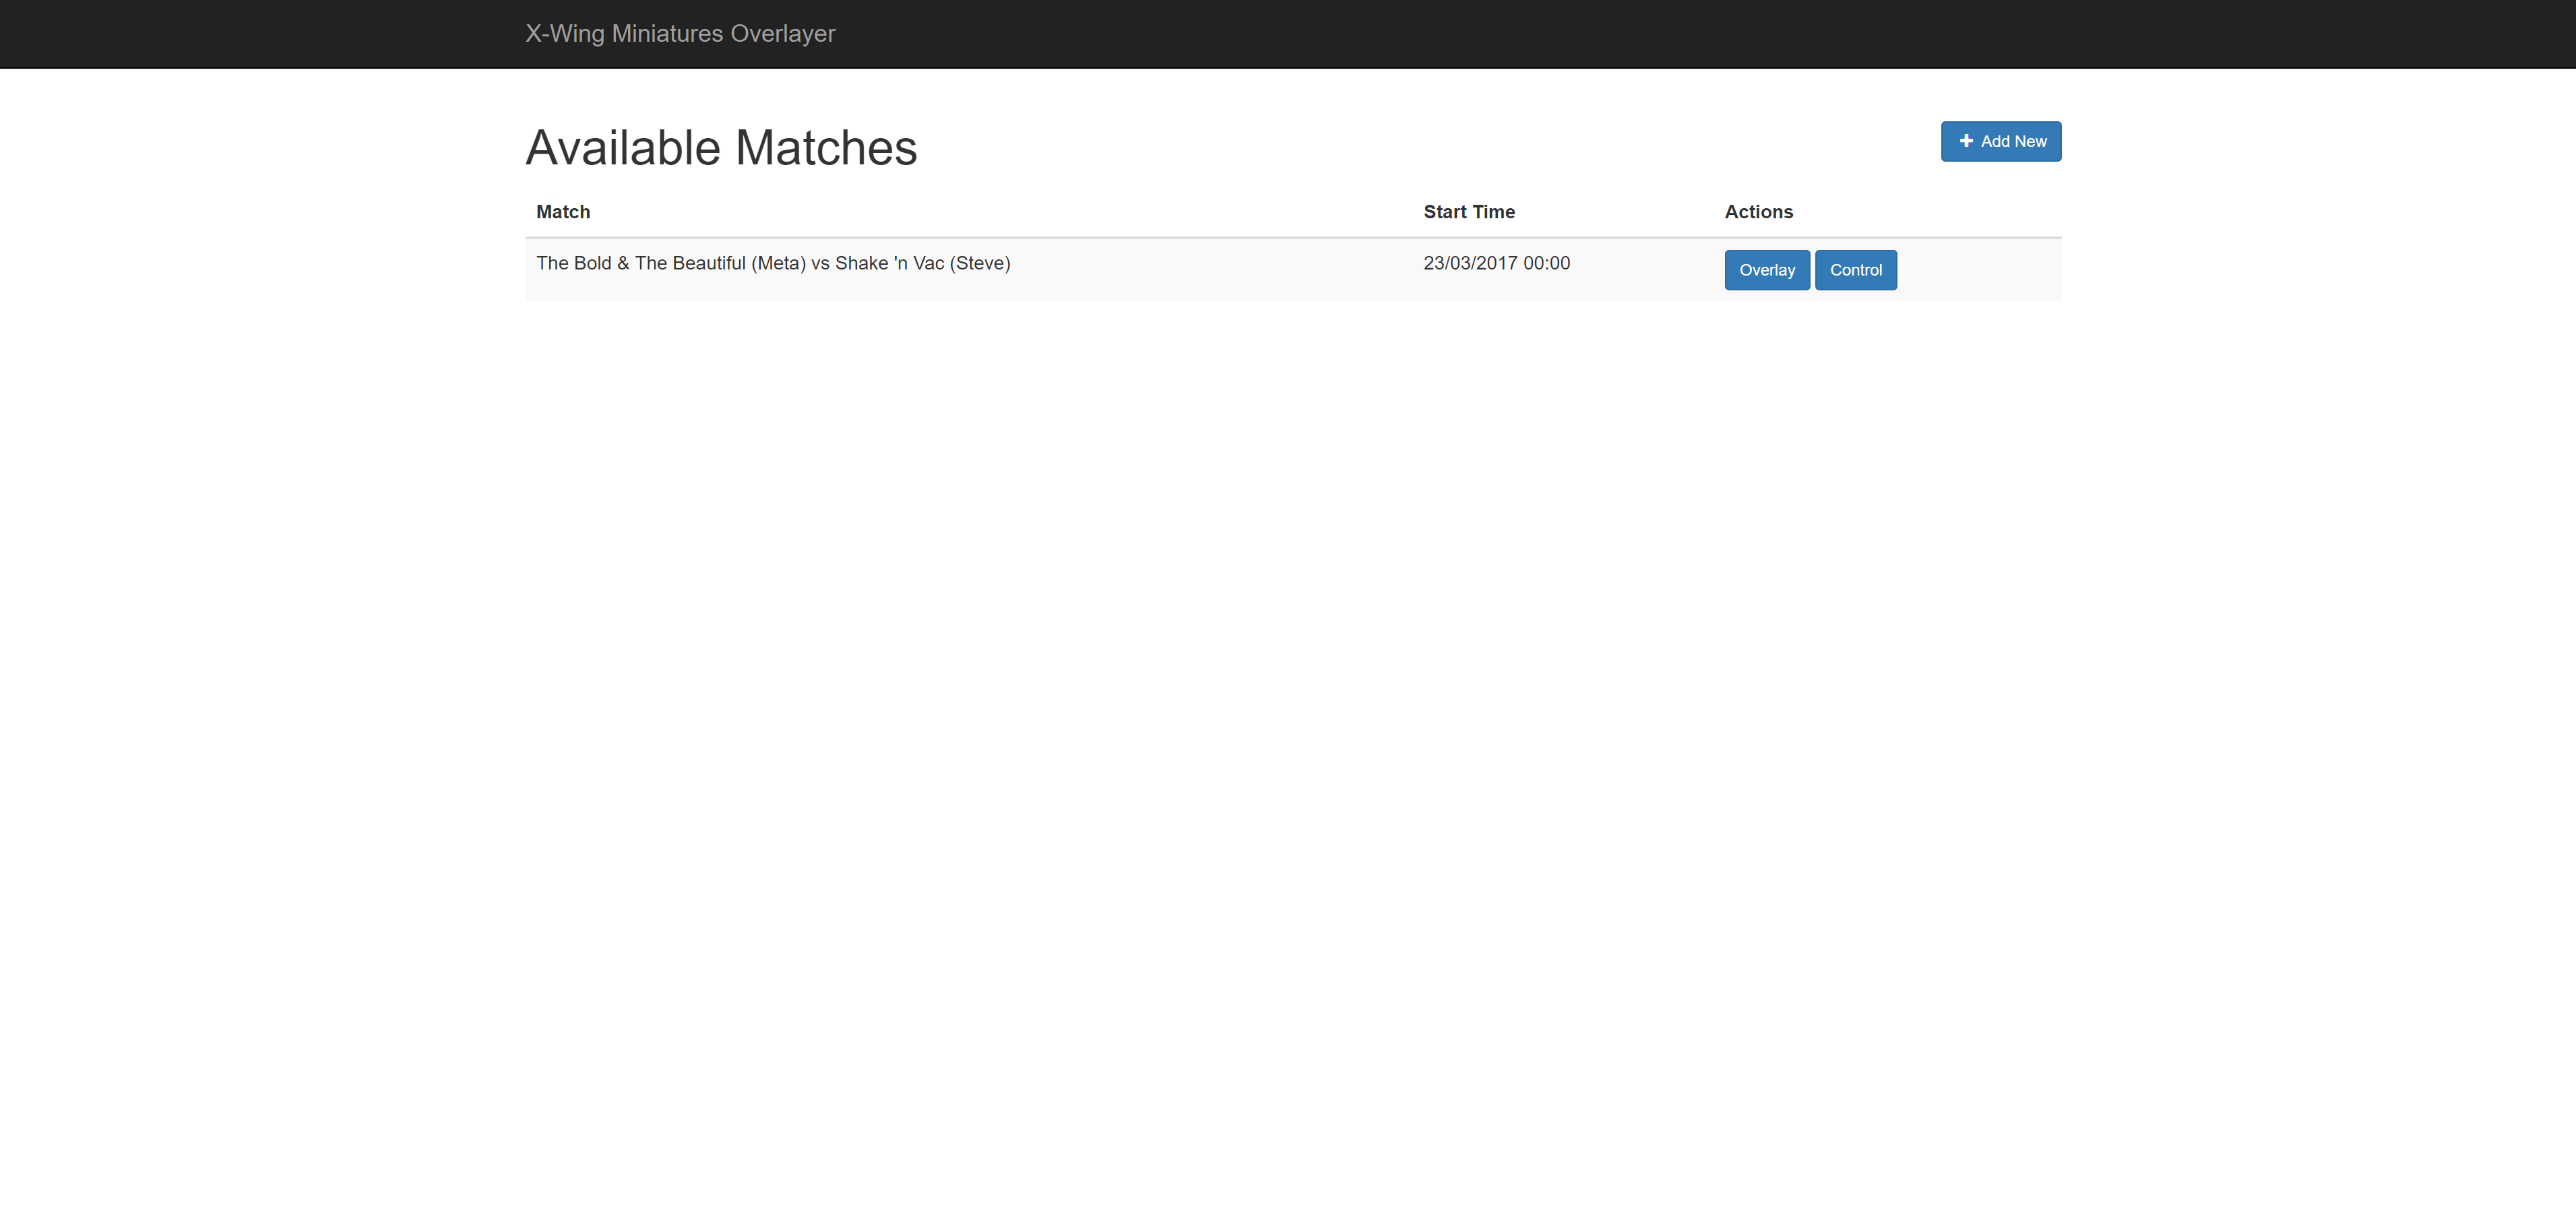 X-Wing Miniatures Overlayer
Available Matches
Add New
Match Start Time Actions
The Bold & The Beautiful (Meta) vs Shake 'n Vac (Steve) 23/03/2017 00:00 Overlay Control